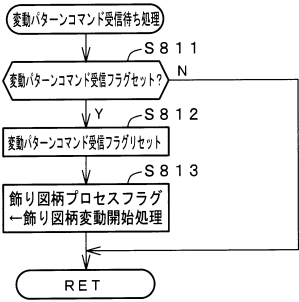 変動パターンコマンド受信待ち処理
S811
変動パターンコマンド受信フラグセット?
N
Y
S812
変動パターンコマンド受信フラグリセット
S813
飾り図柄プロセスフラグ
←飾り図柄変動開始処理
RET